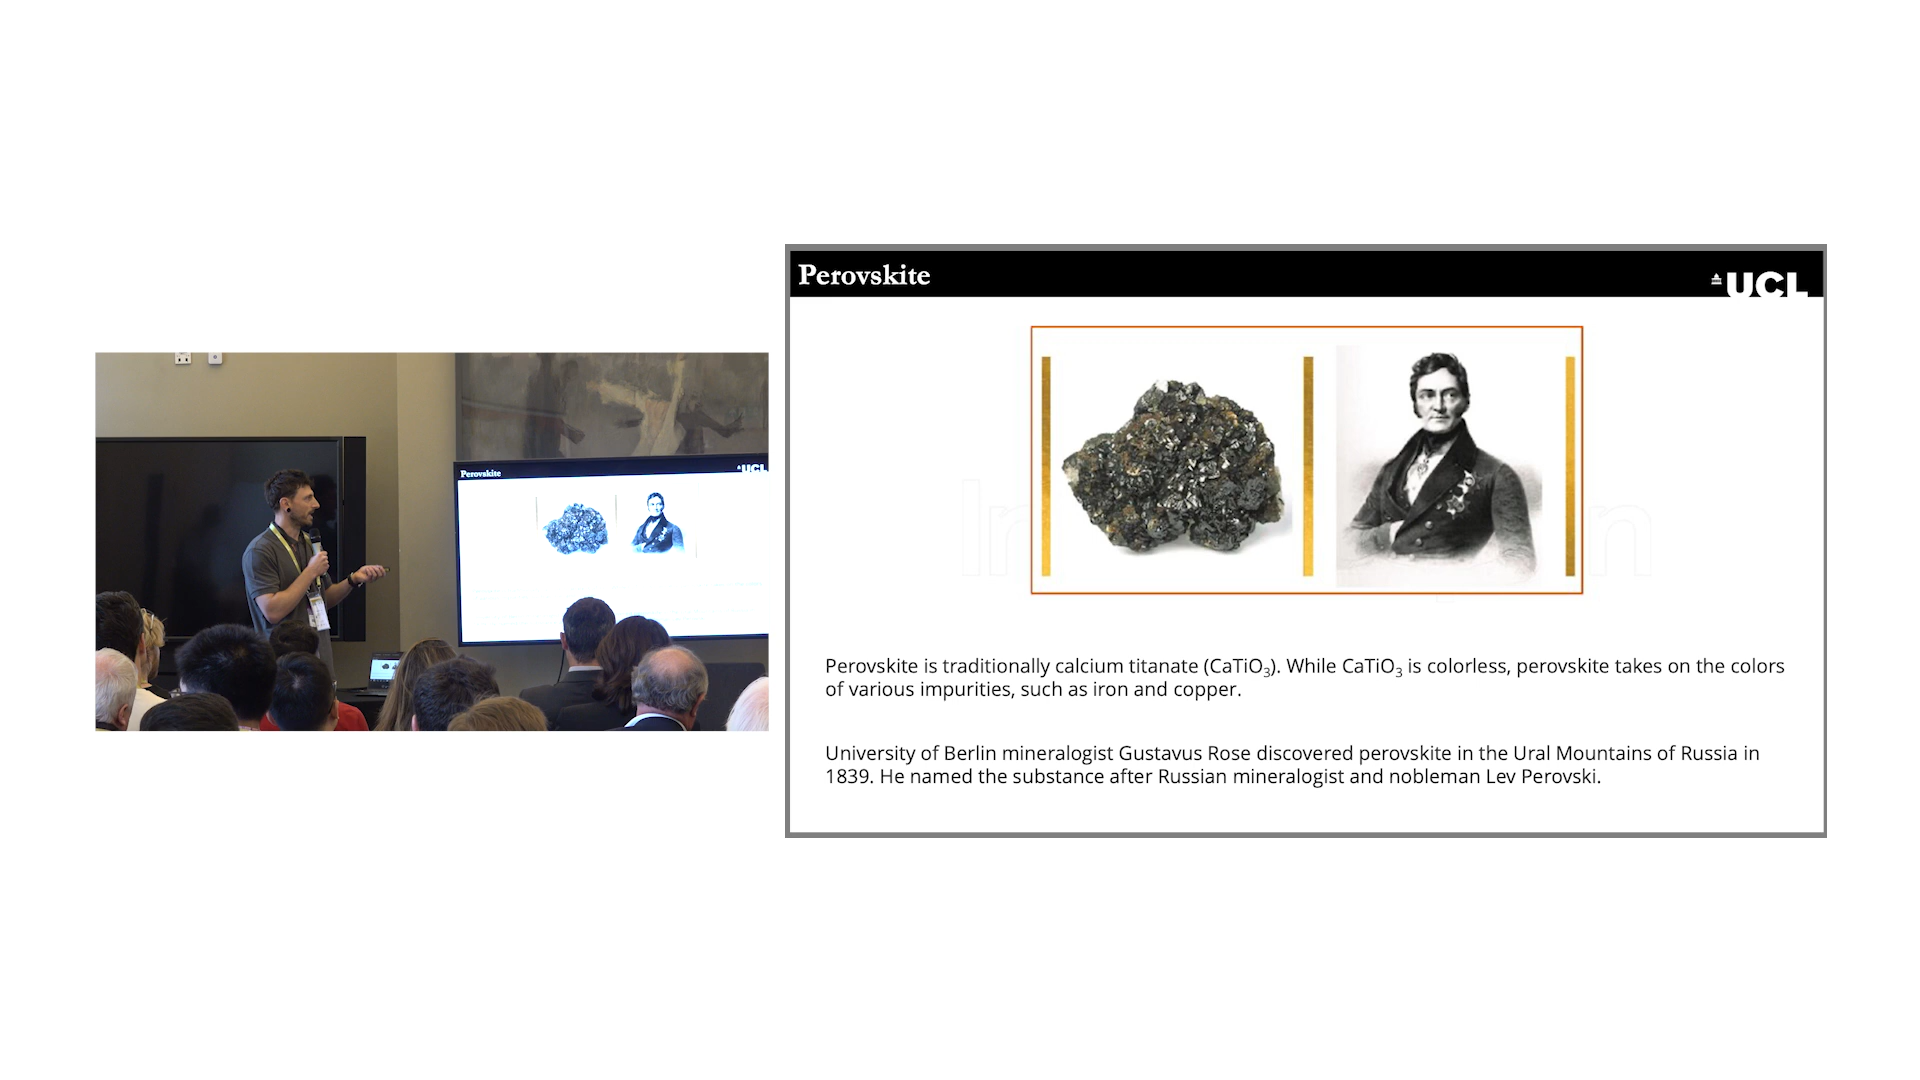 Perovskite
UCL
Perovskite
UCL
Perovskite is traditionally calcium titanate (CaTiO₃). While CaTiO₃ is colorless, perovskite takes on the colors
of various impurities, such as iron and copper.
University of Berlin mineralogist Gustavus Rose discovered perovskite in the Ural Mountains of Russia in
1839. He named the substance after Russian mineralogist and nobleman Lev Perovski.